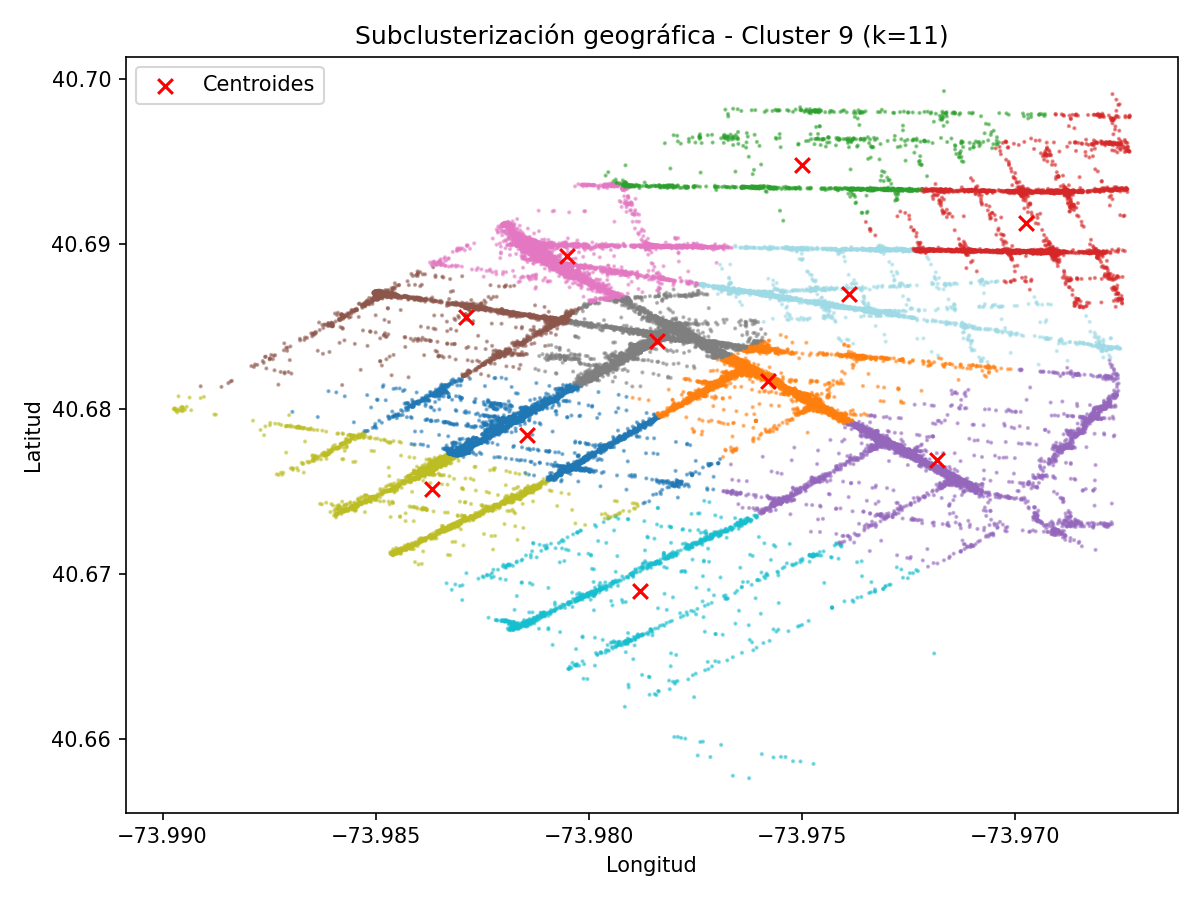 Subclusterización geográfica - Cluster 9 (k=11)
Centroides
40.70
40.69
40.68
40.67
40.66
Latitud
−73.990
−73.985
−73.980
−73.975
−73.970
Longitud